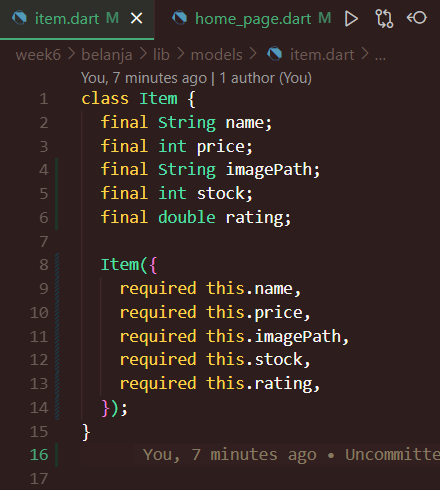 item.dart M home_page.dart M
week6 > belanja > lib > models > item.dart > ...
You, 7 minutes ago | 1 author (You)
1 class Item {
2 final String name;
3 final int price;
4 final String imagePath;
5 final int stock;
6 final double rating;
7
8 Item({
9 required this.name,
10 required this.price,
11 required this.imagePath,
12 required this.stock,
13 required this.rating,
14 });
15 }
16 You, 7 minutes ago • Uncommitte
17